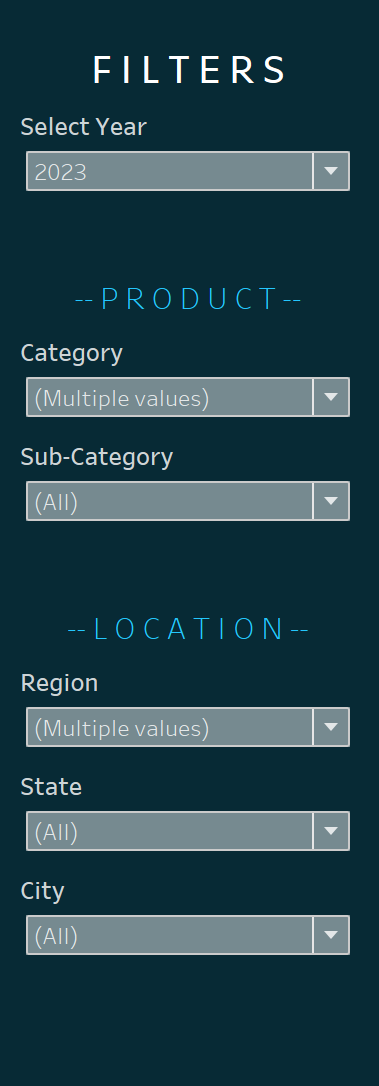 FILTERS
Select Year
2023
--PRODUCT--
Category
(Multiple values)
Sub-Category
(All)
--LOCATION--
Region
(Multiple values)
State
(All)
City
(All)